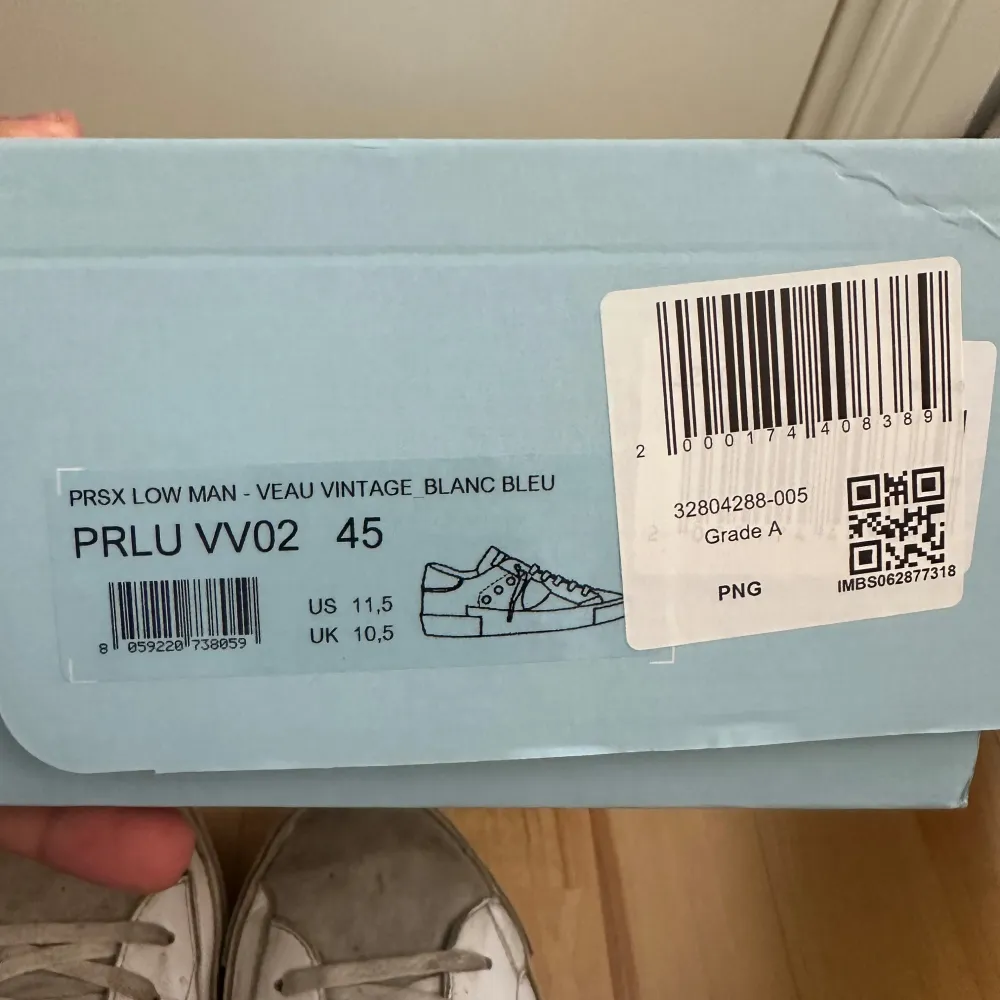 PRSX LOW MAN - VEAU VINTAGE_BLANC BLEU
PRLU VV02 45
8 059220 738059
US 11,5
UK 10,5
2 000174 408389
32804288-005
Grade A
PNG
IMBS062877318